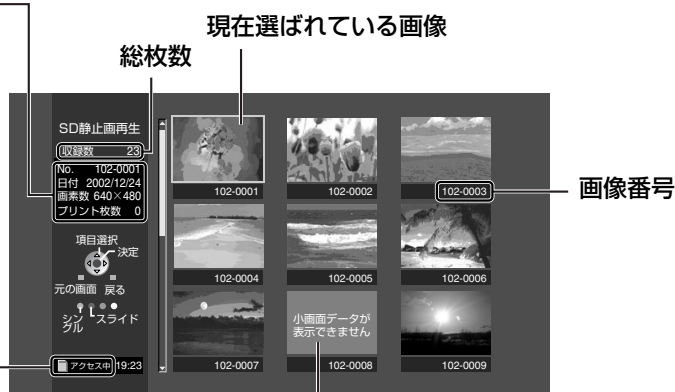 現在選ばれている画像
総枚数
SD静止画再生
収録数 23
No. 102-0001
日付 2002/12/24
画素数 640×480
プリント枚数 0
項目選択
決定
元の画面 戻る
シングル
スライド
アクセス中 19:23
102-0001
102-0002
102-0003
画像番号
102-0004
102-0005
102-0006
小画面データが
表示できません
102-0007
102-0008
102-0009